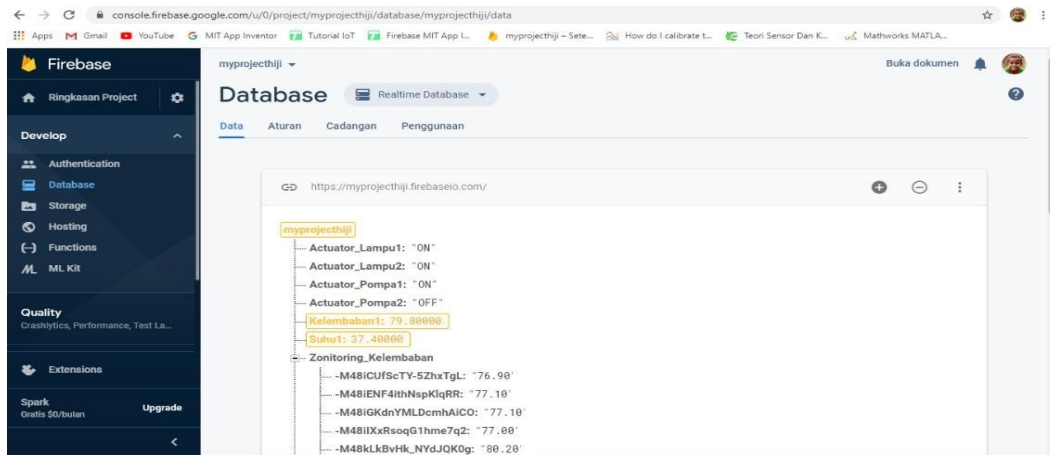 console.firebase.google.com/u/0/project/myprojecthiji/database/myprojecthiji/data
Apps Gmail YouTube MIT App Inventor Tutorial IoT Firebase MIT App I... myprojecthiji – Sete... How do I calibrate t... Teori Sensor Dan K... Mathworks MATLA...
Firebase
Ringkasan Project
Develop
Authentication
Database
Storage
Hosting
Functions
ML Kit
Quality
Crashlytics, Performance, Test La...
Extensions
Spark
Gratis $0/bulan
Upgrade
myprojecthiji
Buka dokumen
Database
Realtime Database
Data Aturan Cadangan Penggunaan
https://myprojecthiji.firebaseio.com/
myprojecthiji
Actuator_Lampu1: "ON"
Actuator_Lampu2: "ON"
Actuator_Pompa1: "ON"
Actuator_Pompa2: "OFF"
Kelembaban1: 79.80000
Suhu1: 37.40000
Zonitoring_Kelembaban
-M48iCUfScTY-5ZhxTgL: "76.90'
-M48iENF4ithNspKlqRR: "77.10'
-M48iGKdnYMLDcmhAiCO: "77.10'
-M48iIXxRsoqG1hme7q2: "77.00'
-M48kLkBvHk_NYdJQK0g: "80.20'